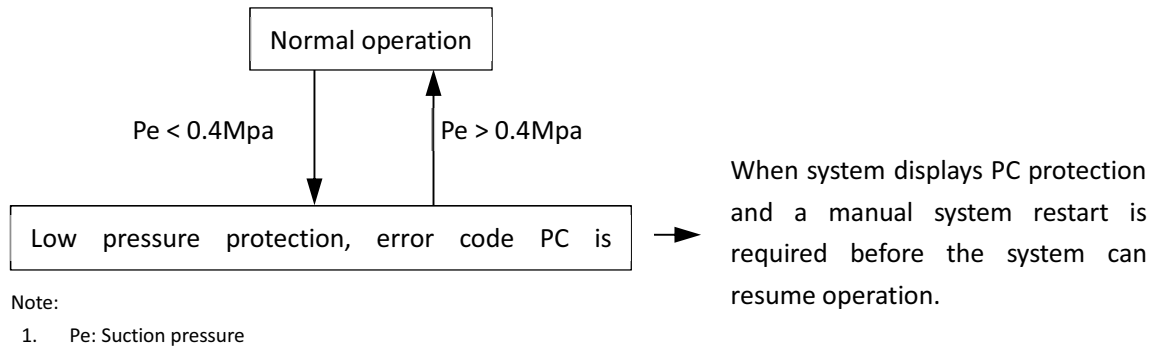 Normal operation
Pe < 0.4Mpa
Pe > 0.4Mpa
Low pressure protection, error code PC is
When system displays PC protection
and a manual system restart is
required before the system can
resume operation.
Note:
1. Pe: Suction pressure